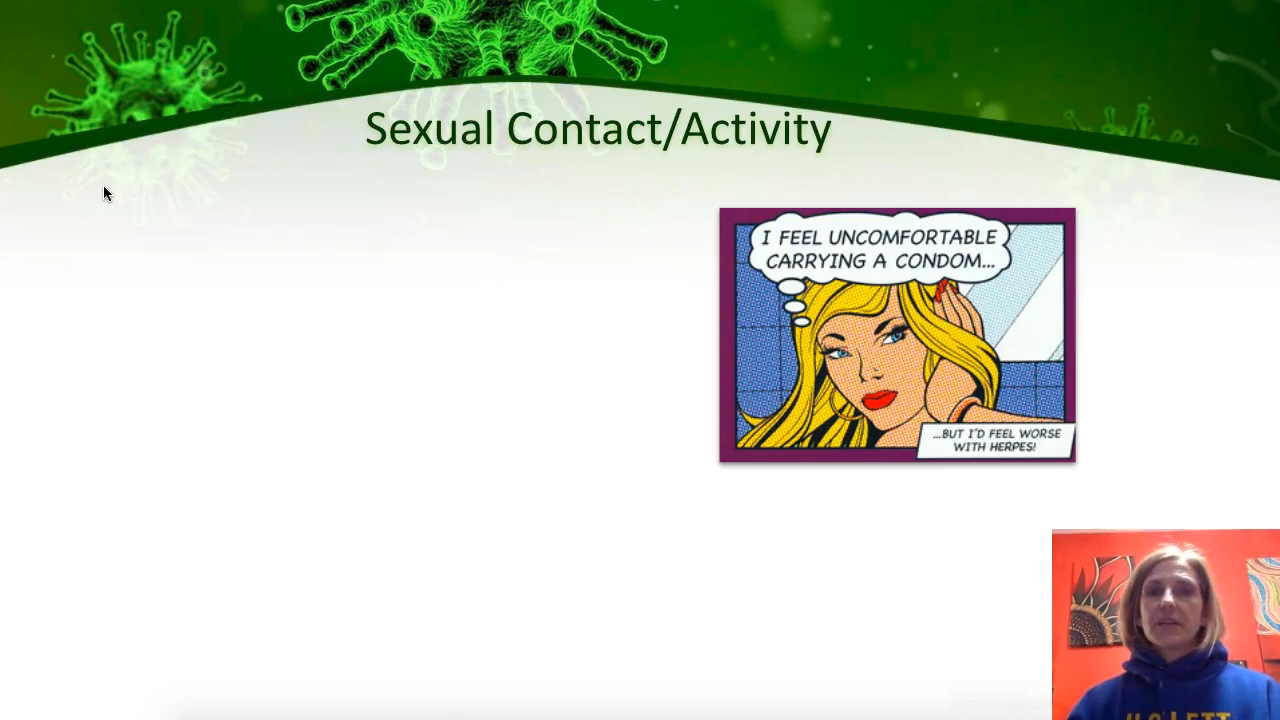 Sexual Contact/Activity
I FEEL UNCOMFORTABLE
CARRYING A CONDOM...
...BUT I'D FEEL WORSE
WITH HERPES!